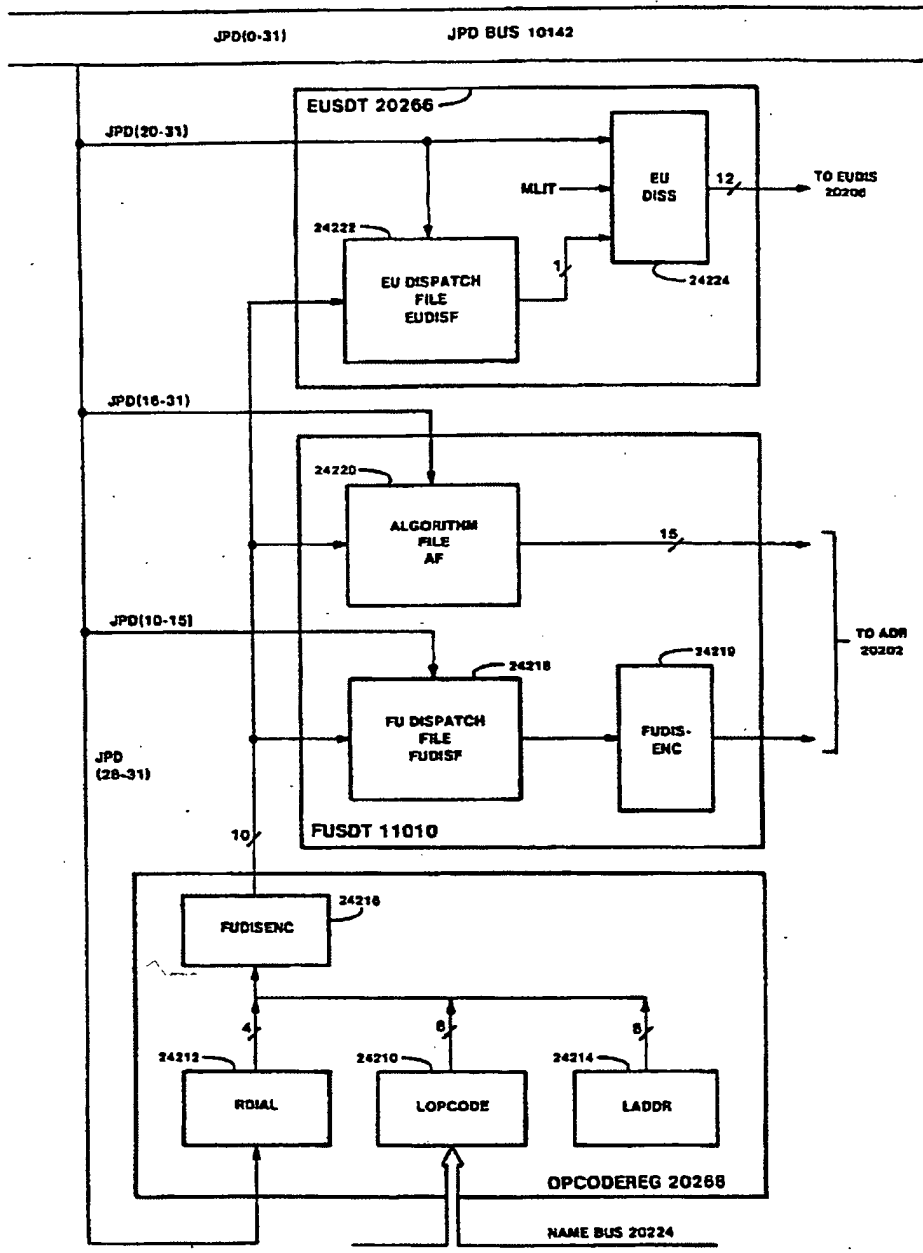 JPD(0-31) JPD BUS 10142
EUSDT 20266
JPD(20-31)
EU
DISS
12
TO EUDIS
20206
MLIT
24222
1
24224
EU DISPATCH
FILE
EUDISF
JPD(16-31)
24220
ALGORITHM
FILE
AF
15
JPD(10-15)
TO ADR
20202
24218
24219
FU DISPATCH
FILE
FUDISF
FUDIS-
ENC
JPD
(28-31)
10
FUSDT 11010
24216
FUDISENC
4
8
24212
24210
24214
RDIAL
LOPCODE
LADDR
OPCODEREG 20268
NAME BUS 20224